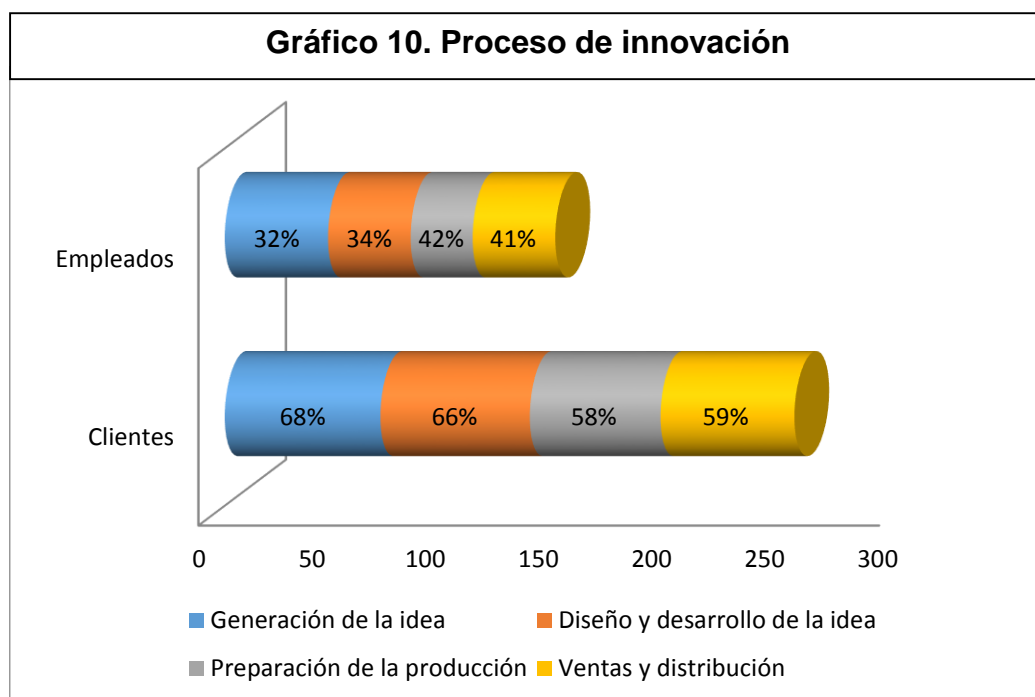 Gráfico 10. Proceso de innovación
Empleados
32% 34% 42% 41%
Clientes
68% 66% 58% 59%
0 50 100 150 200 250 300
Generación de la idea
Diseño y desarrollo de la idea
Preparación de la producción
Ventas y distribución